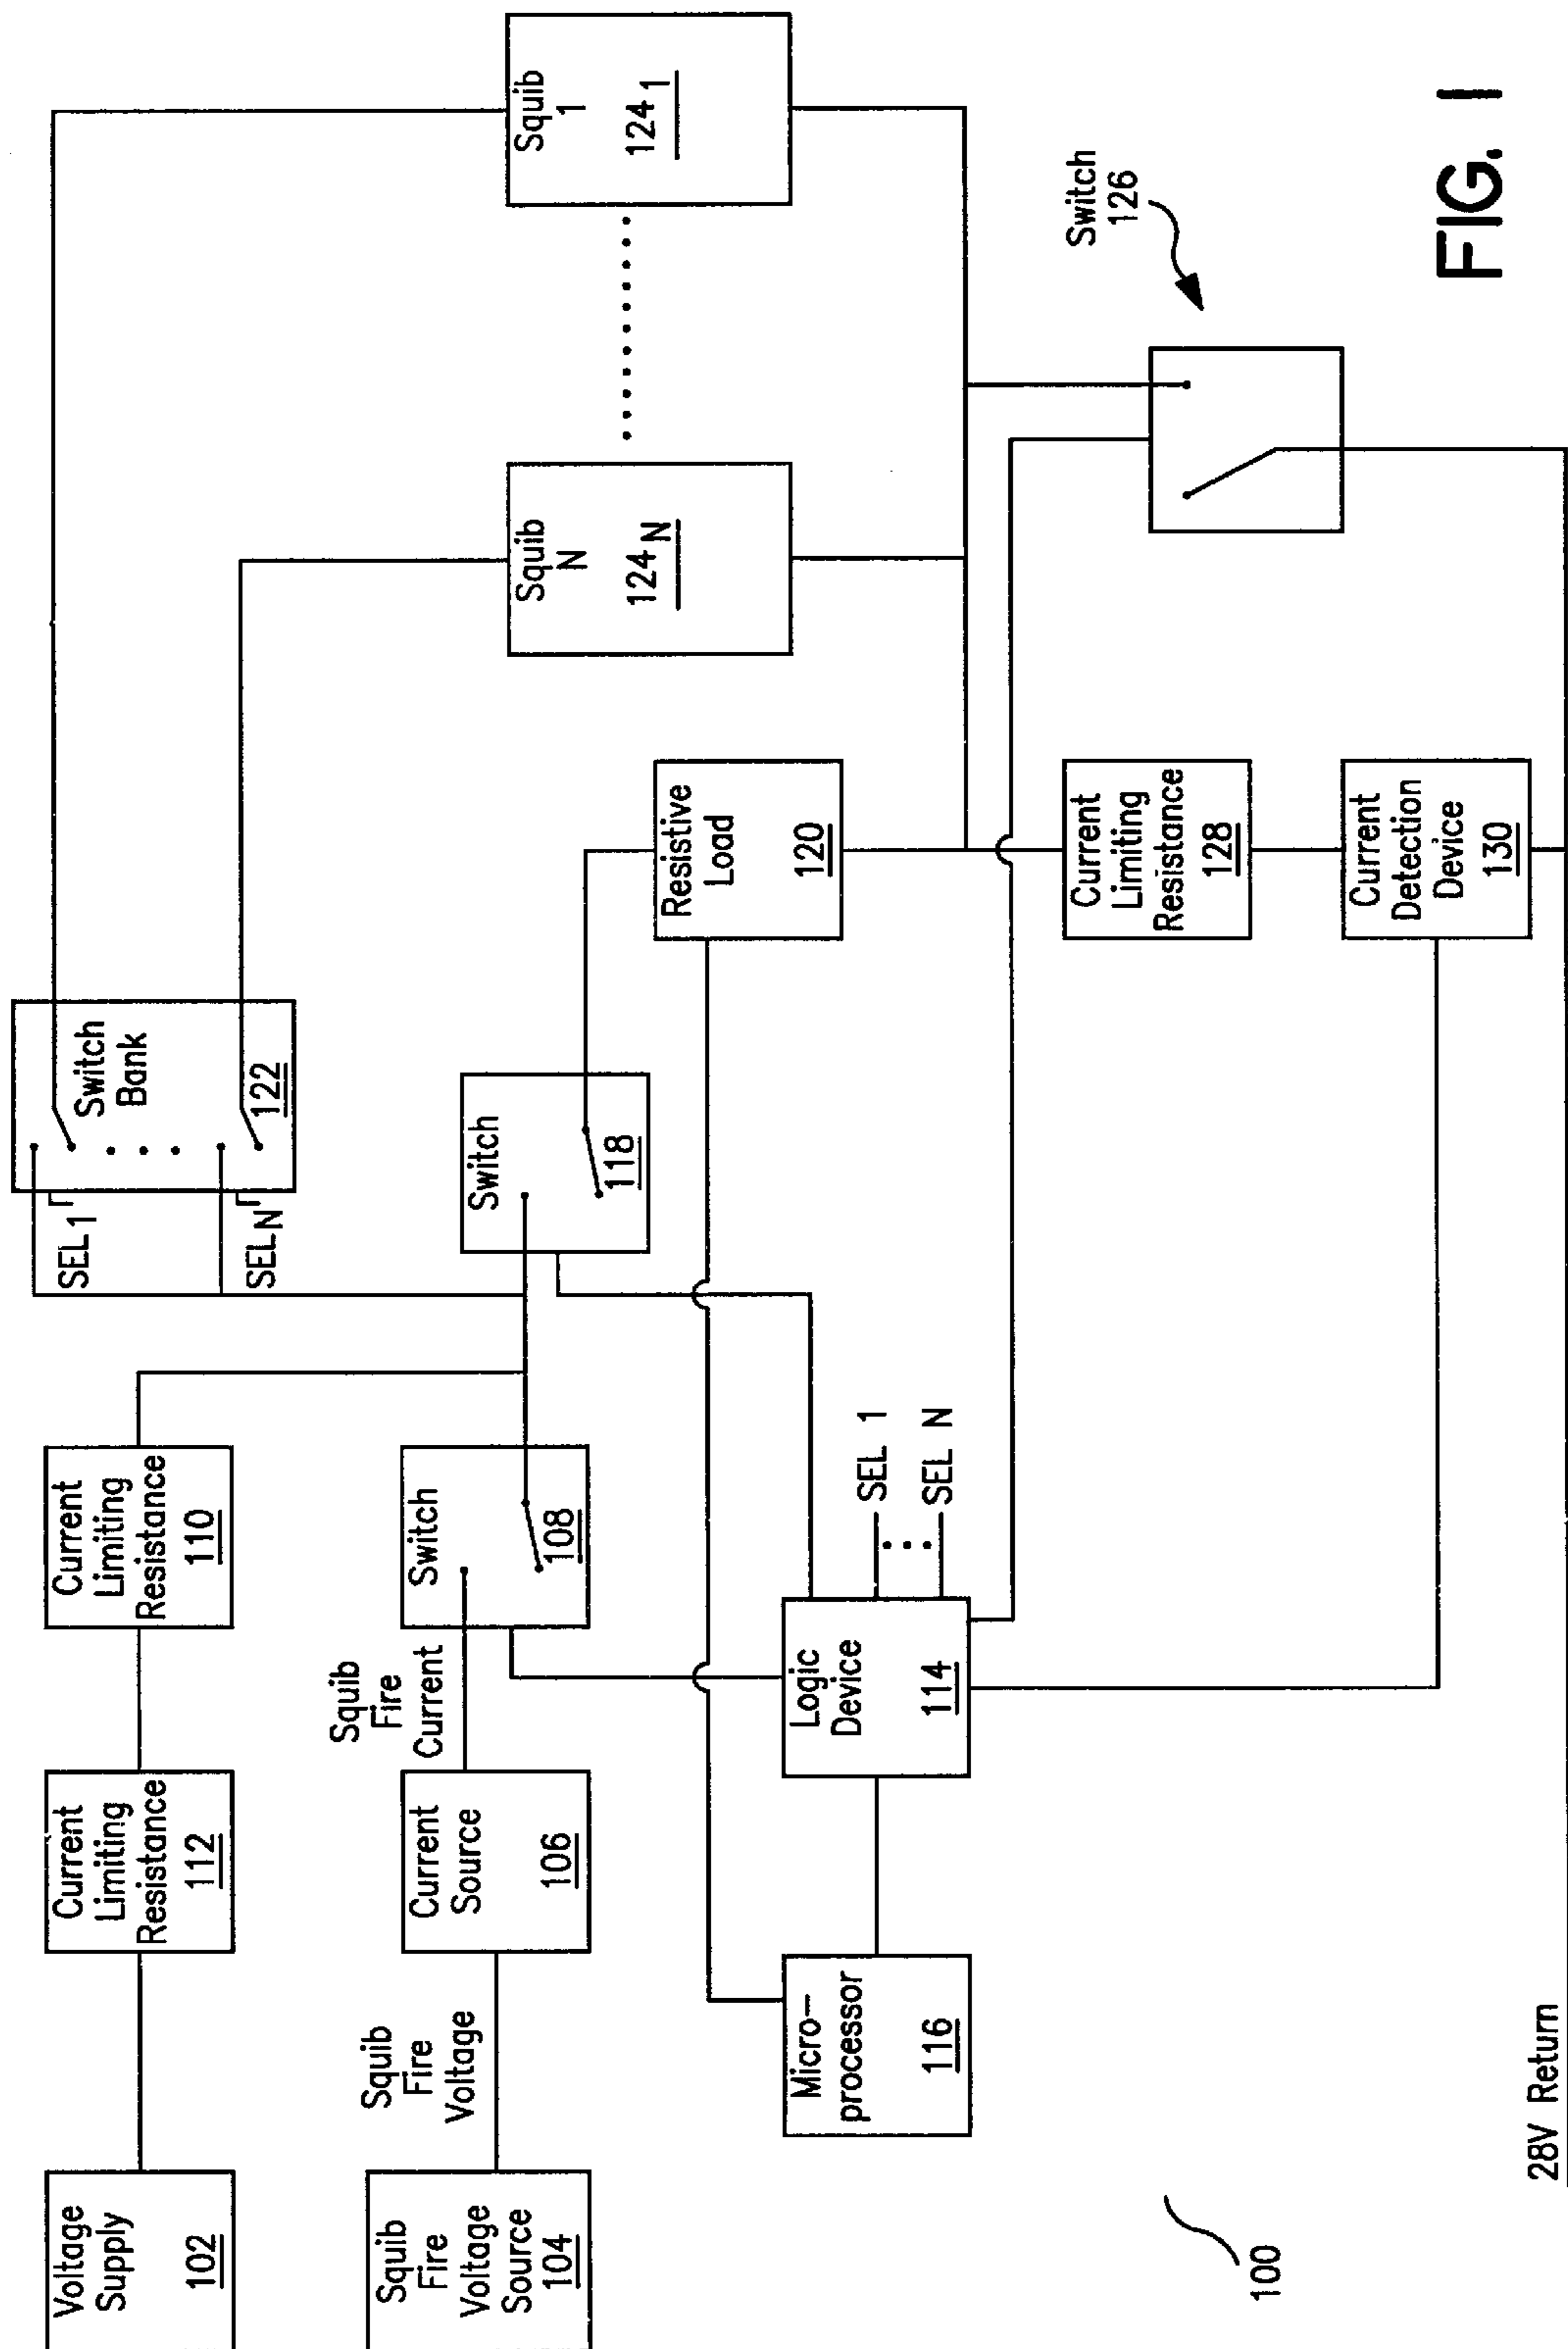 Voltage
Supply
102
Current
Limiting
Resistance
112
Current
Limiting
Resistance
110
SEL 1
SEL N
Switch
Bank
122
Squib
Fire
Voltage
Source
104
Squib
Fire
Voltage
Current
Source
106
Squib
Fire
Current
Switch
108
Switch
118
Squib
N
124 N
Squib
1
124 1
Micro-
processor
116
Logic
Device
114
SEL 1
SEL N
Resistive
Load
120
Current
Limiting
Resistance
128
Current
Detection
Device
130
Switch
126
100
28V Return
FIG. 1